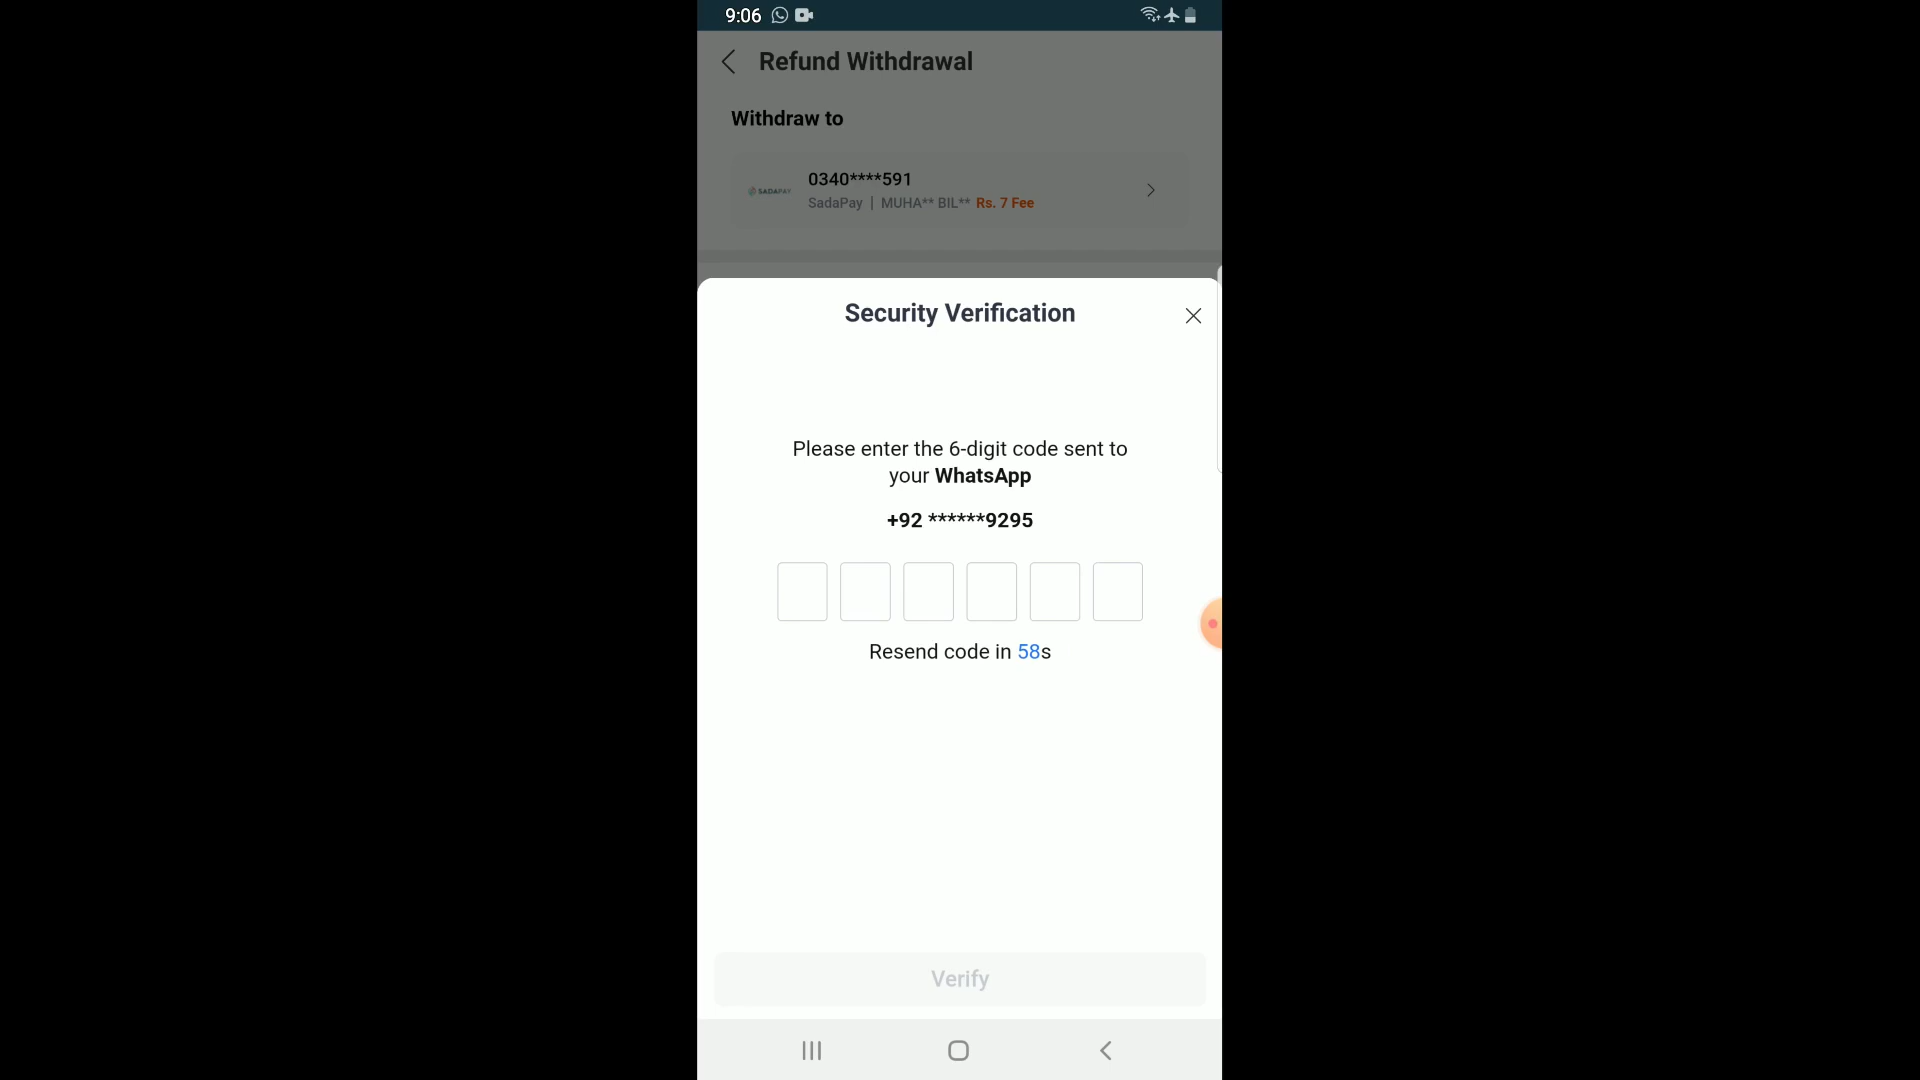 9:06
Refund Withdrawal
Withdraw to
0340****591
SADAPAY
SadaPay | MUHA** BIL** Rs. 7 Fee
Security Verification
Please enter the 6-digit code sent to
your WhatsApp
+92 ******9295
Resend code in 58s
Verify